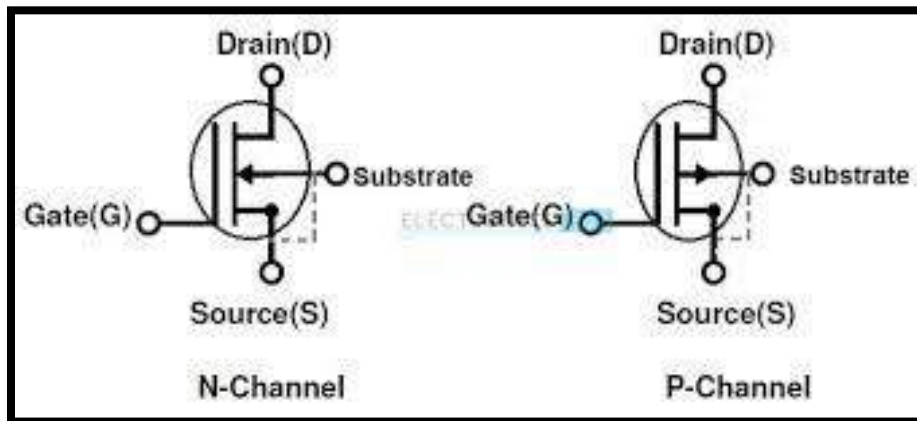 Drain(D)
Drain(D)
Substrate
Substrate
Gate(G)
Gate(G)
Source(S)
Source(S)
N-Channel
P-Channel